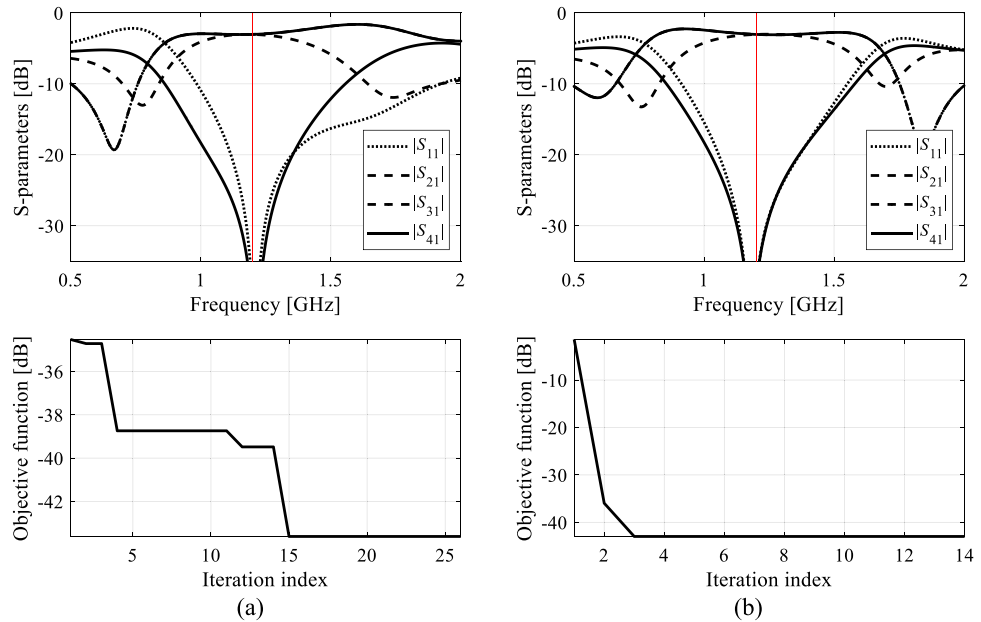 0
-10
-20
-30
S-parameters [dB]
|S11|
|S21|
|S31|
|S41|
0.5
1
1.5
2
Frequency [GHz]
0
-10
-20
-30
S-parameters [dB]
|S11|
|S21|
|S31|
|S41|
0.5
1
1.5
2
Frequency [GHz]
-36
-38
-40
-42
Objective function [dB]
5
10
15
20
25
Iteration index
(a)
-10
-20
-30
-40
Objective function [dB]
2
4
6
8
10
12
14
Iteration index
(b)